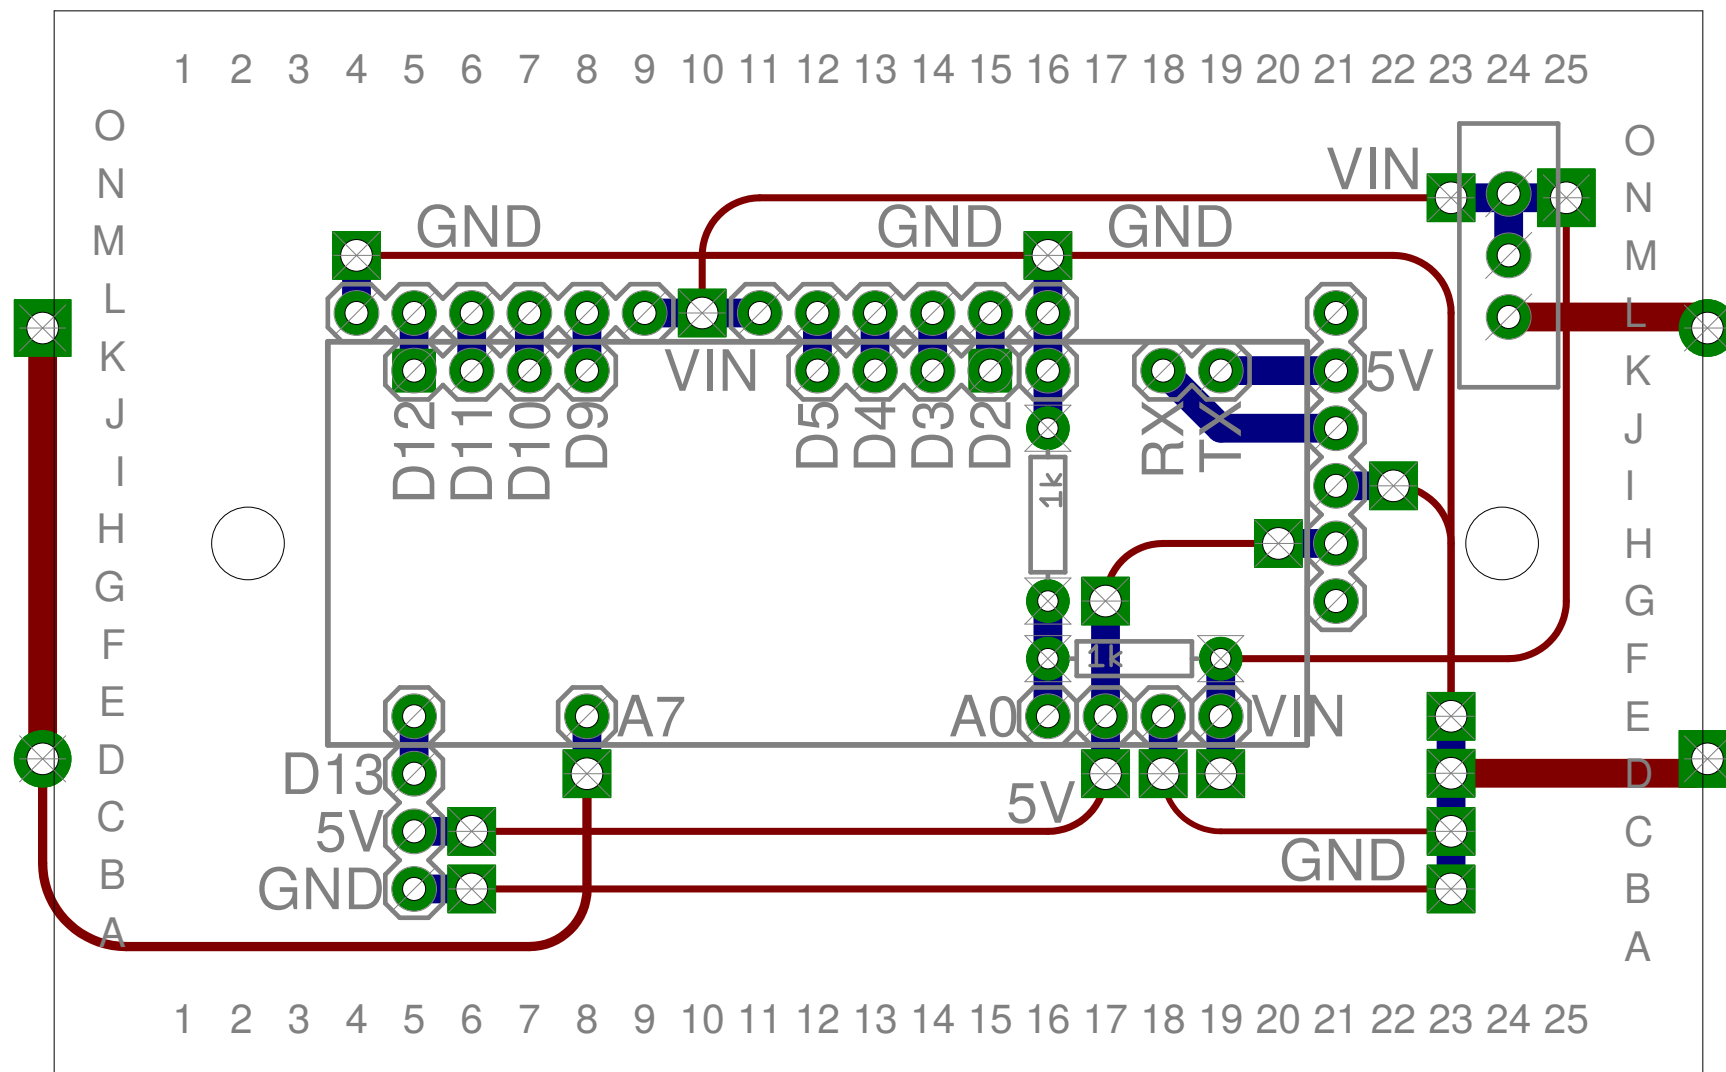 1 2 3 4 5 6 7 8 9 10 11 12 13 14 15 16 17 18 19 20 21 22 23 24 25
O O
VIN
N N
GND GND GND
M M
L L
VIN 5V
K K
D12 D11 D10 D9 D5 D4 D3 D2 RX TX
J J
1k
I I
H H
G G
1k
F F
A7 A0 VIN
E E
D13
D D
5V
5V
C C
GND
GND
B B
A A
1 2 3 4 5 6 7 8 9 10 11 12 13 14 15 16 17 18 19 20 21 22 23 24 25